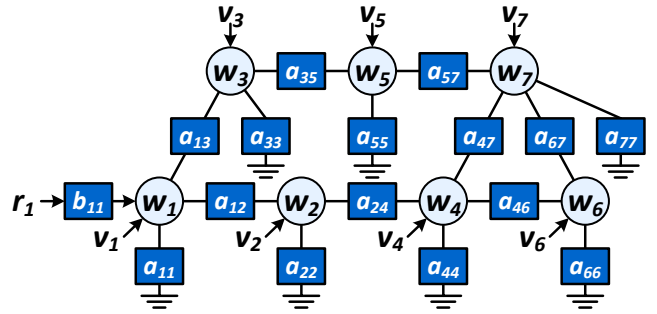 v3 v5 v7
w3 a35 w5 a57 w7
a13 a33 a55 a47 a67 a77
r1 b11 w1 a12 w2 a24 w4 a46 w6
v1 v2 v4 v6
a11 a22 a44 a66